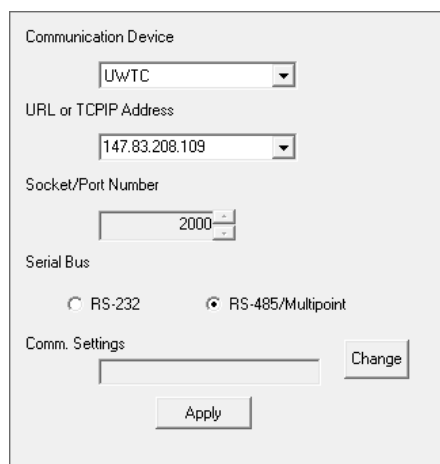 Communication Device
UWTC
URL or TCPIP Address
147.83.208.109
Socket/Port Number
2000
Serial Bus
RS-232 RS-485/Multipoint
Comm. Settings
Change
Apply